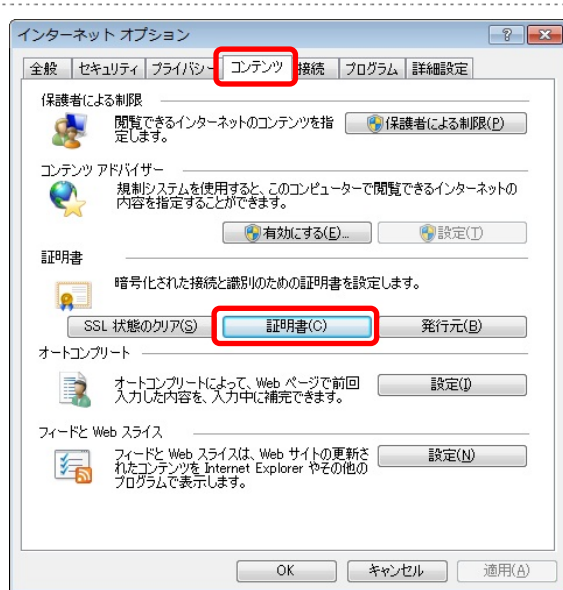 インターネット オプション
全般 セキュリティ プライバシー コンテンツ 接続 プログラム 詳細設定
保護者による制限
閲覧できるインターネットのコンテンツを指
定します。
保護者による制限(P)
コンテンツ アドバイザー
規制システムを使用すると、このコンピューターで閲覧できるインターネットの
内容を指定することができます。
有効にする(E)... 設定(T)
証明書
暗号化された接続と識別のための証明書を設定します。
SSL 状態のクリア(S) 証明書(C) 発行元(B)
オートコンプリート
オートコンプリートによって、Web ページで前回
入力した内容を、入力中に補完できます。
設定(I)
フィードと Web スライス
フィードと Web スライスは、Web サイトの更新さ
れたコンテンツを Internet Explorer やその他の
プログラムで表示します。
設定(N)
OK キャンセル 適用(A)